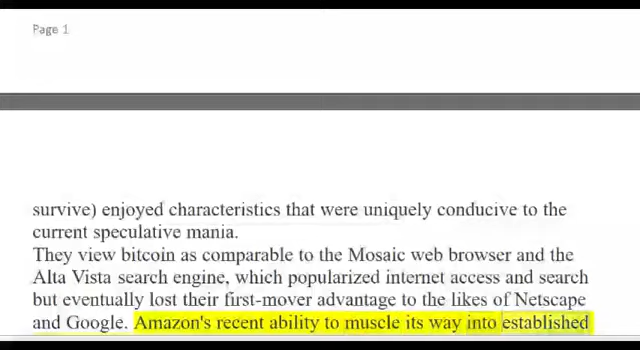 Page 1
survive) enjoyed characteristics that were uniquely conducive to the
current speculative mania.
They view bitcoin as comparable to the Mosaic web browser and the
Alta Vista search engine, which popularized internet access and search
but eventually lost their first-mover advantage to the likes of Netscape
and Google. Amazon's recent ability to muscle its way into established